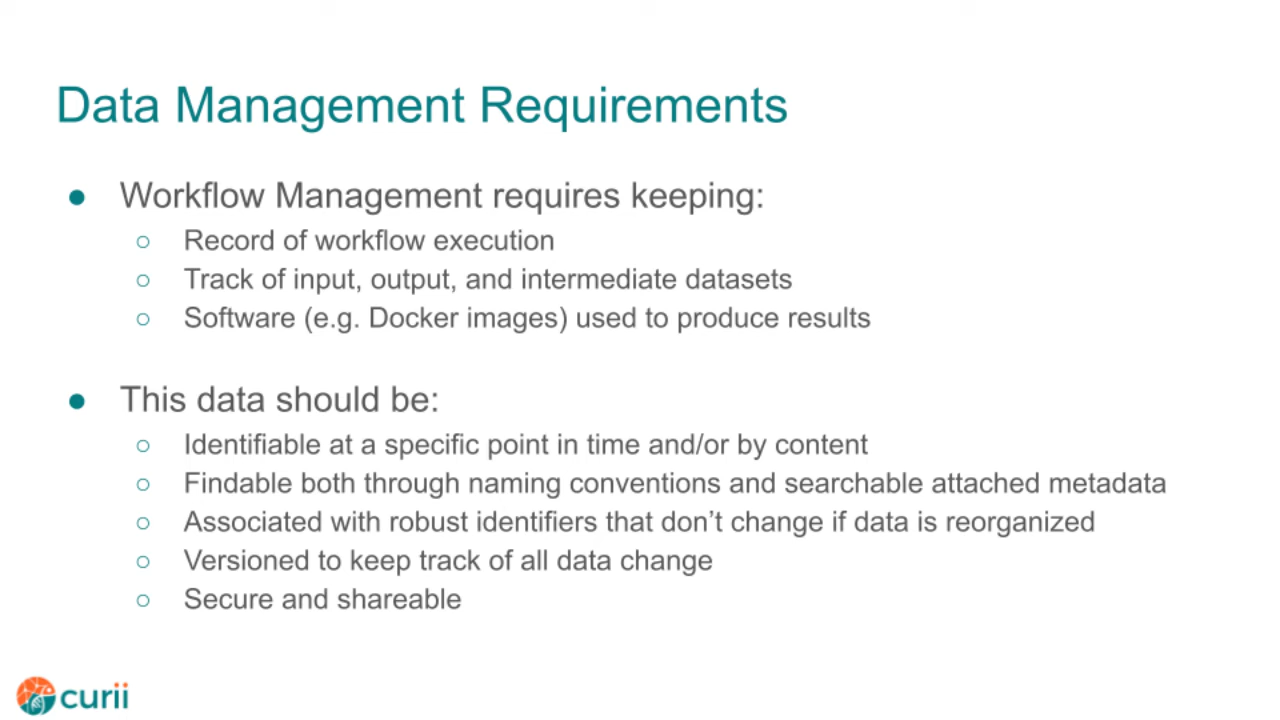 Data Management Requirements
● Workflow Management requires keeping:
○ Record of workflow execution
○ Track of input, output, and intermediate datasets
○ Software (e.g. Docker images) used to produce results
● This data should be:
○ Identifiable at a specific point in time and/or by content
○ Findable both through naming conventions and searchable attached metadata
○ Associated with robust identifiers that don’t change if data is reorganized
○ Versioned to keep track of all data change
○ Secure and shareable
curii